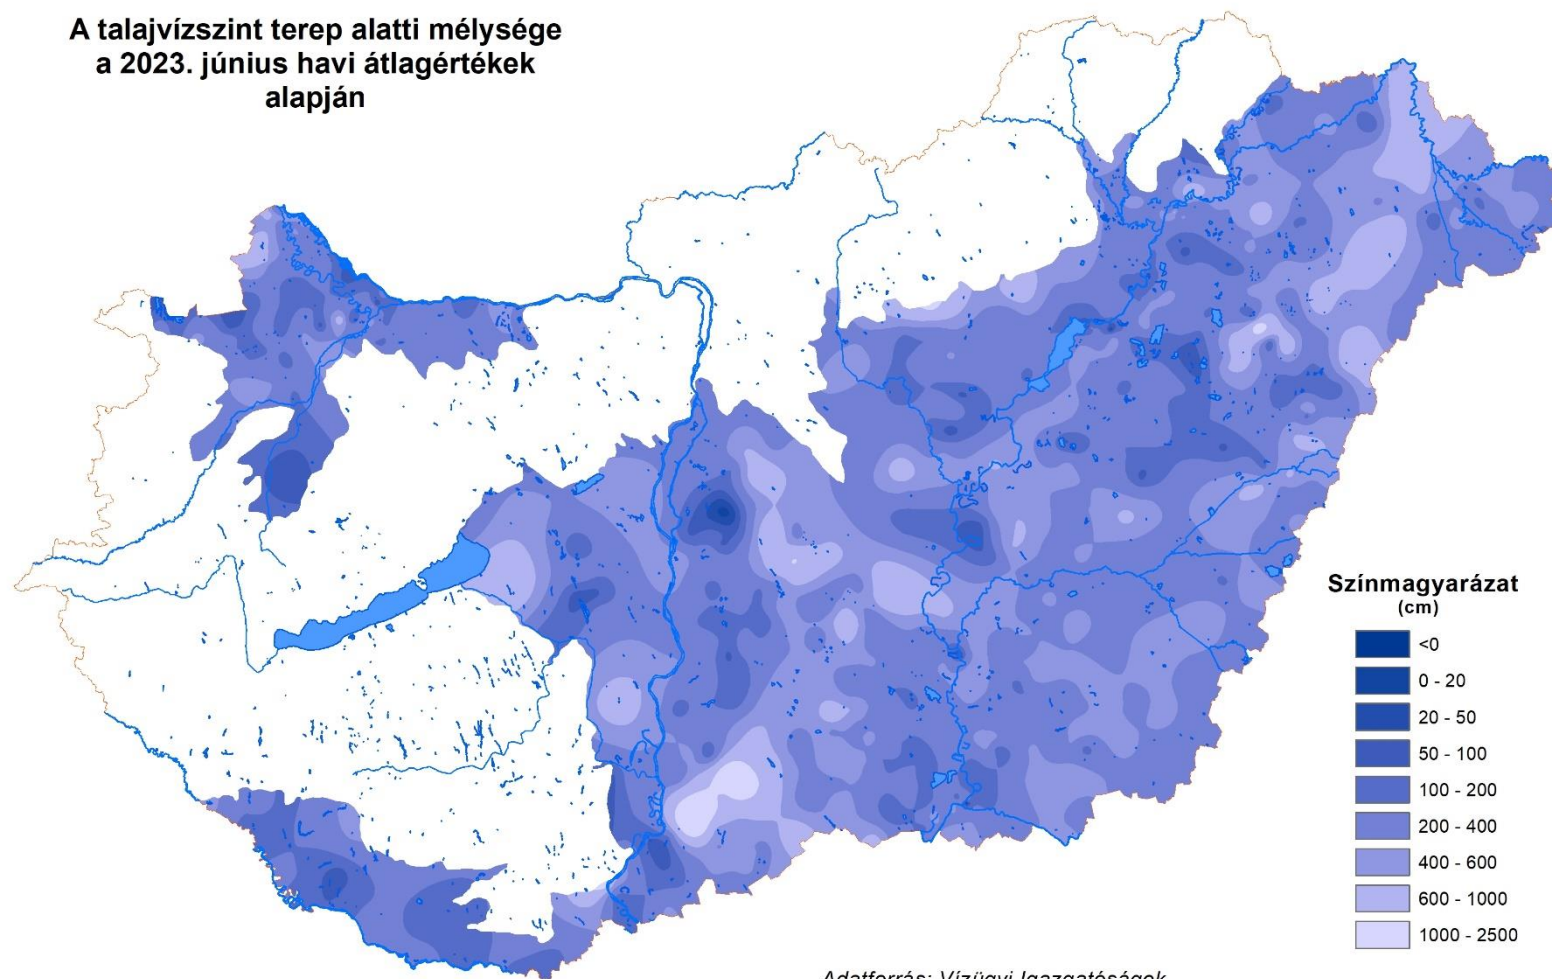 A talajvízszint terep alatti mélysége
a 2023. június havi átlagértékek
alapján
Színmagyarázat
(cm)
<0
0 - 20
20 - 50
50 - 100
100 - 200
200 - 400
400 - 600
600 - 1000
1000 - 2500
Adatforrás: Vízügyi Igazgatóságok